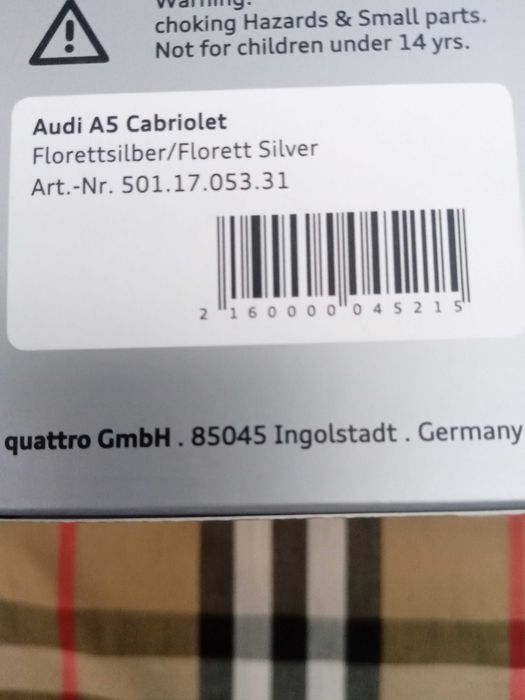 Warning:
choking Hazards & Small parts.
Not for children under 14 yrs.
Audi A5 Cabriolet
Florettsilber/Florett Silver
Art.-Nr. 501.17.053.31
2 160000 045215
quattro GmbH . 85045 Ingolstadt . Germany